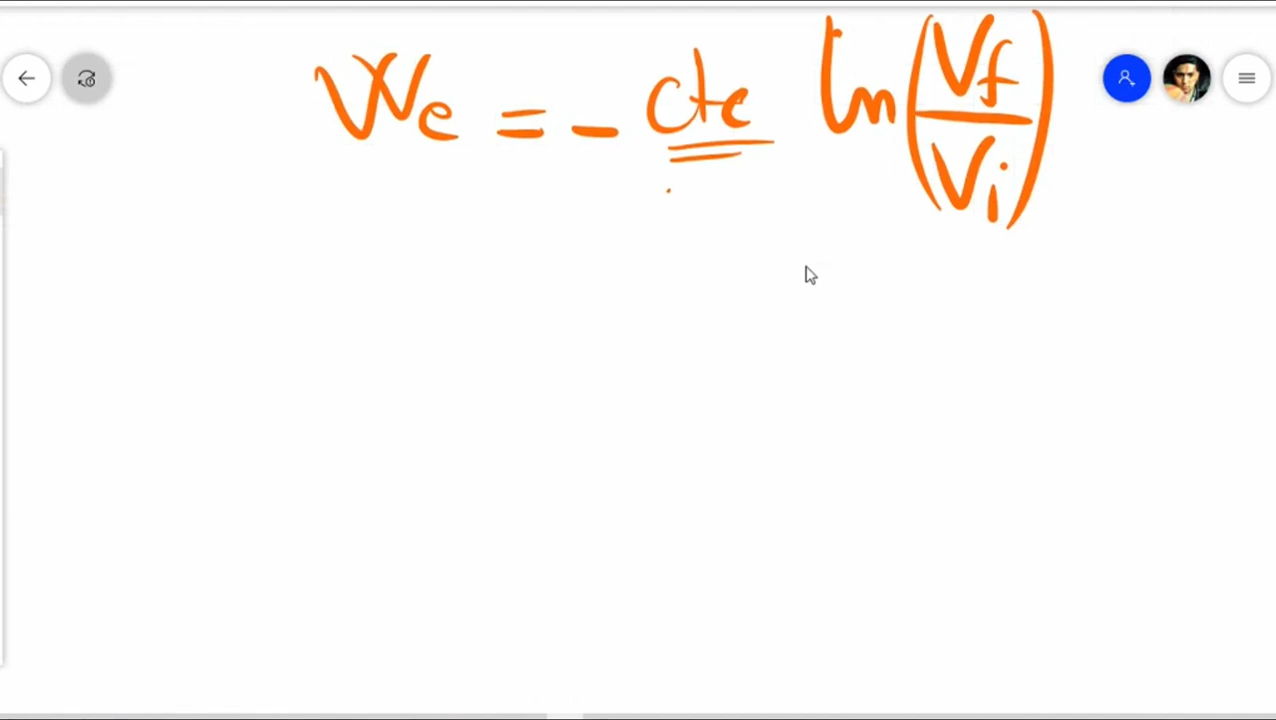 We = - cte ln(Vf/Vi)